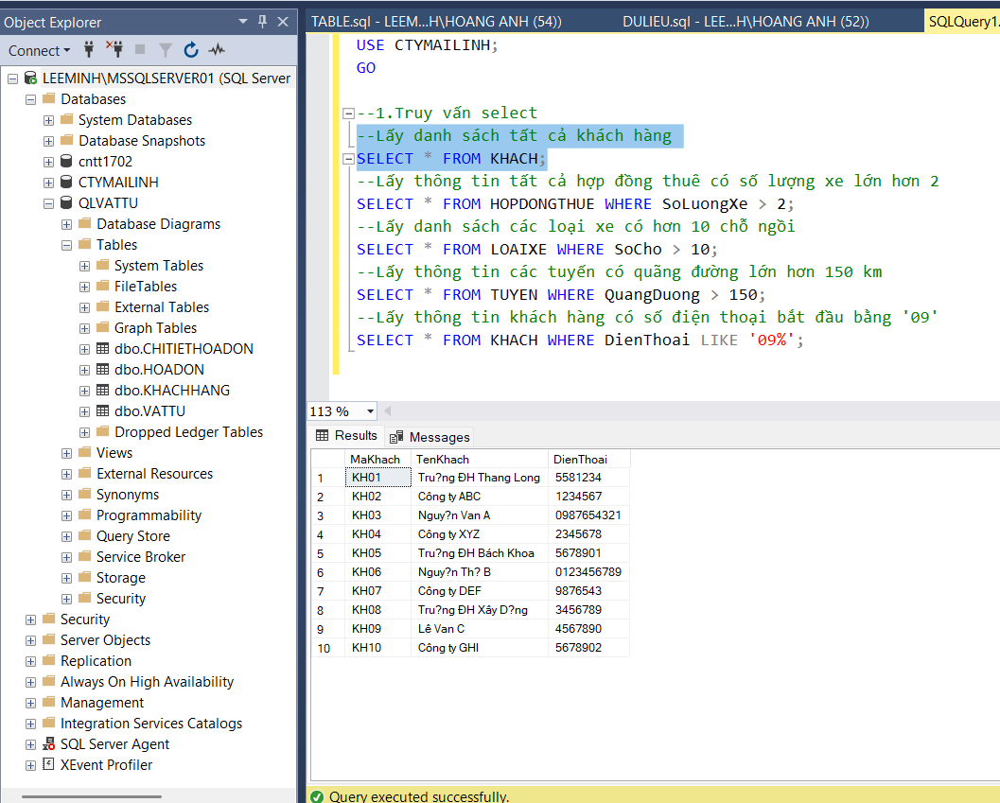 Object Explorer
Connect
LEEMINH\MSSQLSERVER01 (SQL Server
Databases
System Databases
Database Snapshots
cntt1702
CTYMAILINH
QLVATTU
Database Diagrams
Tables
System Tables
FileTables
External Tables
Graph Tables
dbo.CHITIETHOADON
dbo.HOADON
dbo.KHACHHANG
dbo.VATTU
Dropped Ledger Tables
Views
External Resources
Synonyms
Programmability
Query Store
Service Broker
Storage
Security
Security
Server Objects
Replication
Always On High Availability
Management
Integration Services Catalogs
SQL Server Agent
XEvent Profiler
TABLE.sql - LEEM...H\HOANG ANH (54)) DULIEU.sql - LEE...H\HOANG ANH (52)) SQLQuery1.
USE CTYMAILINH;
GO
--1.Truy vấn select
--Lấy danh sách tất cả khách hàng
SELECT * FROM KHACH;
--Lấy thông tin tất cả hợp đồng thuê có số lượng xe lớn hơn 2
SELECT * FROM HOPDONGTHUE WHERE SoLuongXe > 2;
--Lấy danh sách các loại xe có hơn 10 chỗ ngồi
SELECT * FROM LOAIXE WHERE SoCho > 10;
--Lấy thông tin các tuyến có quãng đường lớn hơn 150 km
SELECT * FROM TUYEN WHERE QuangDuong > 150;
--Lấy thông tin khách hàng có số điện thoại bắt đầu bằng '09'
SELECT * FROM KHACH WHERE DienThoai LIKE '09%';
113 %
Results Messages
MaKhach TenKhach DienThoai
1 KH01 Tru?ng ĐH Thang Long 5581234
2 KH02 Công ty ABC 1234567
3 KH03 Nguy?n Van A 0987654321
4 KH04 Công ty XYZ 2345678
5 KH05 Tru?ng ĐH Bách Khoa 5678901
6 KH06 Nguy?n Th? B 0123456789
7 KH07 Công ty DEF 9876543
8 KH08 Tru?ng ĐH Xây D?ng 3456789
9 KH09 Lê Van C 4567890
10 KH10 Công ty GHI 5678902
Query executed successfully.